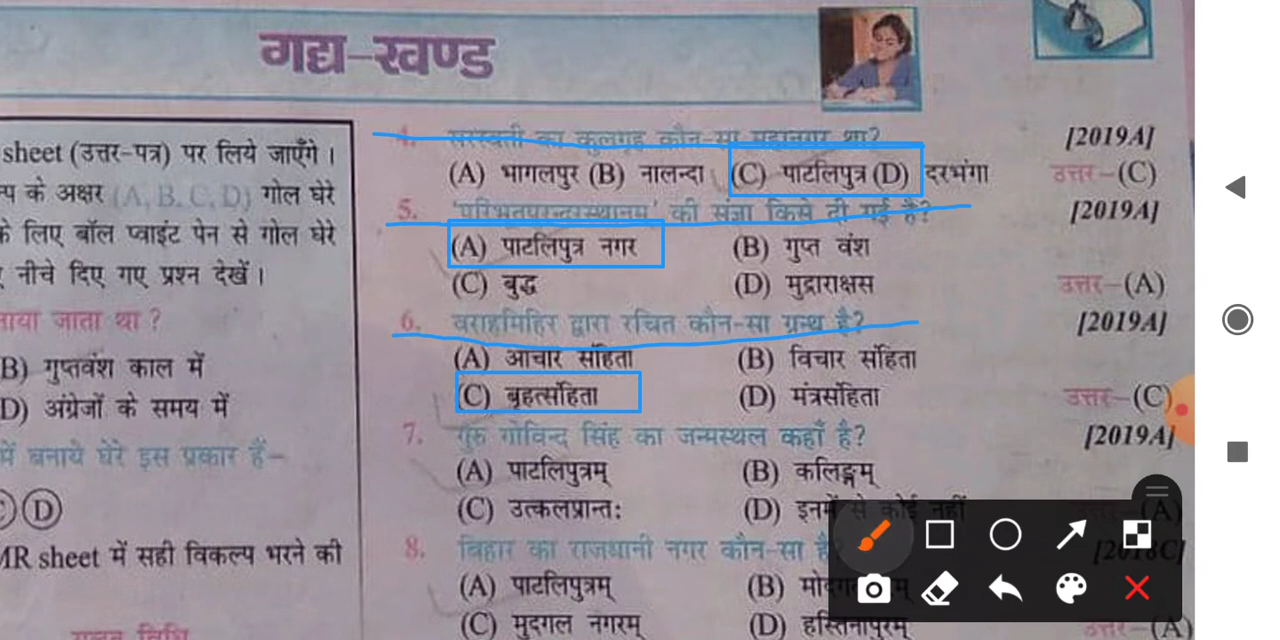 गद्य-खण्ड
sheet (उत्तर-पत्र) पर लिये जाएँगे।
के अक्षर (A, B, C, D) गोल घेरे
के लिए बॉल प्वाइंट पेन से गोल घेरे
नीचे दिए गए प्रश्न देखें।
जाता था ?
B) गुप्तवंश काल में
D) अंग्रेजों के समय में
में बनाये घेरे इस प्रकार हैं-
D
MR sheet में सही विकल्प भरने की
विधि
4. सरस्वती का कुलगृह कौन-सा महानगर था? [2019A]
(A) भागलपुर (B) नालन्दा (C) पाटलिपुत्र (D) दरभंगा उत्तर-(C)
5. की संज्ञा किसे दी गई है? [2019A]
(A) पाटलिपुत्र नगर (B) गुप्त वंश
(C) बुद्ध (D) मुद्राराक्षस उत्तर-(A)
6. वराहमिहिर द्वारा रचित कौन-सा ग्रन्थ है? [2019A]
(A) आचार संहिता (B) विचार संहिता
(C) बृहत्संहिता (D) मंत्रसंहिता उत्तर-(C)
7. गुरु गोविन्द सिंह का जन्मस्थल कहाँ है? [2019A]
(A) पाटलिपुत्रम् (B) कलिङ्गम्
(C) उत्कलप्रान्तः (D) इनमें से कोई नहीं (A)
8. बिहार का राजधानी नगर कौन-सा है
(A) पाटलिपुत्रम् (B)
(C) मुदगल नगरम् (D) हस्तिनापुरम् उत्तर-(A)